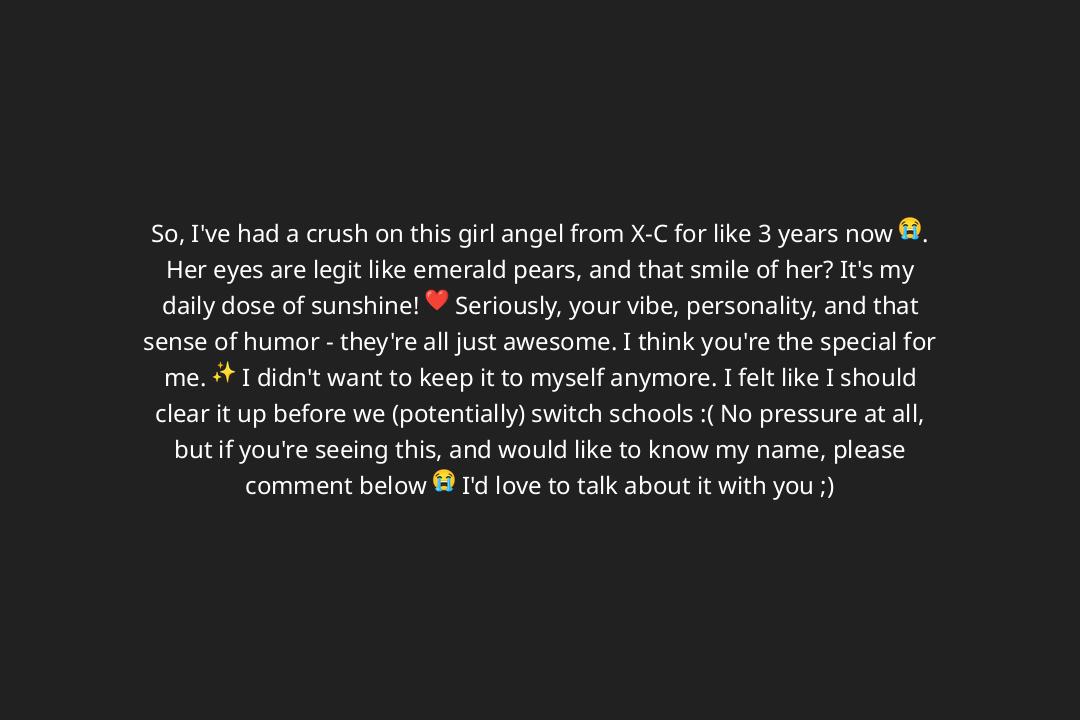 So, I've had a crush on this girl angel from X-C for like 3 years now 😭.
Her eyes are legit like emerald pears, and that smile of her? It's my
daily dose of sunshine! ❤️ Seriously, your vibe, personality, and that
sense of humor - they're all just awesome. I think you're the special for
me. ✨ I didn't want to keep it to myself anymore. I felt like I should
clear it up before we (potentially) switch schools :( No pressure at all,
but if you're seeing this, and would like to know my name, please
comment below 😭 I'd love to talk about it with you ;)